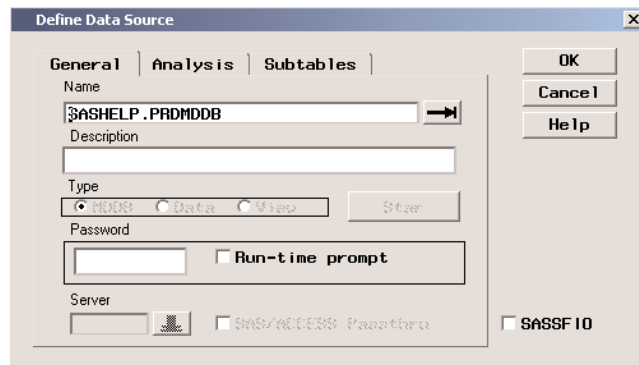 Define Data Source
General Analysis Subtables
OK
Cancel
Help
Name
SASHELP.PRDMDDB
Description
Type
MDDB Data View
Star
Password
Run-time prompt
Server
SAS/ACCESS Passthru
SASSFIO